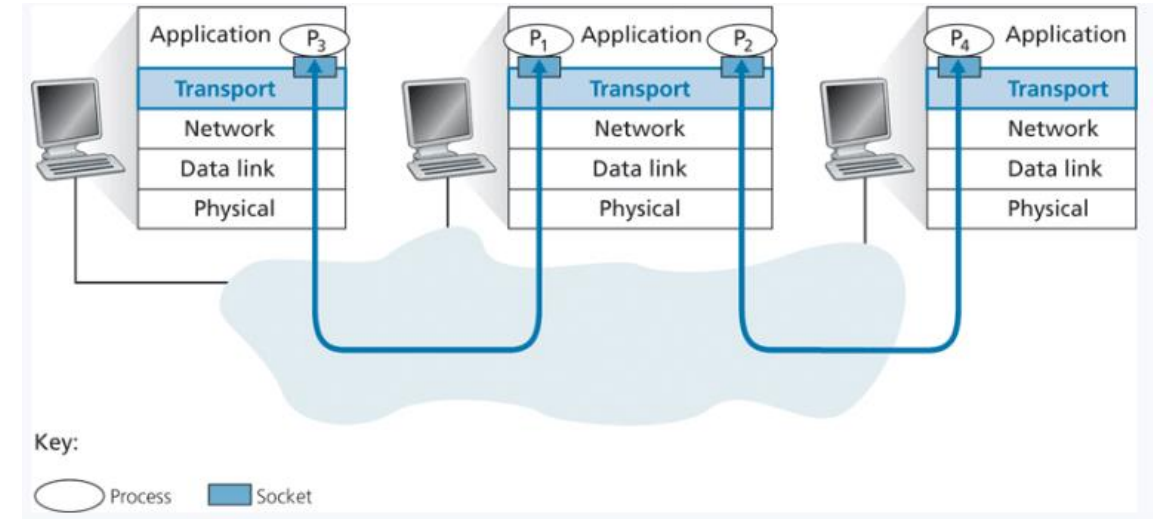 Application P₃ P₁ Application P₂ P₄ Application
Transport Transport Transport
Network Network Network
Data link Data link Data link
Physical Physical Physical
Key:
Process Socket